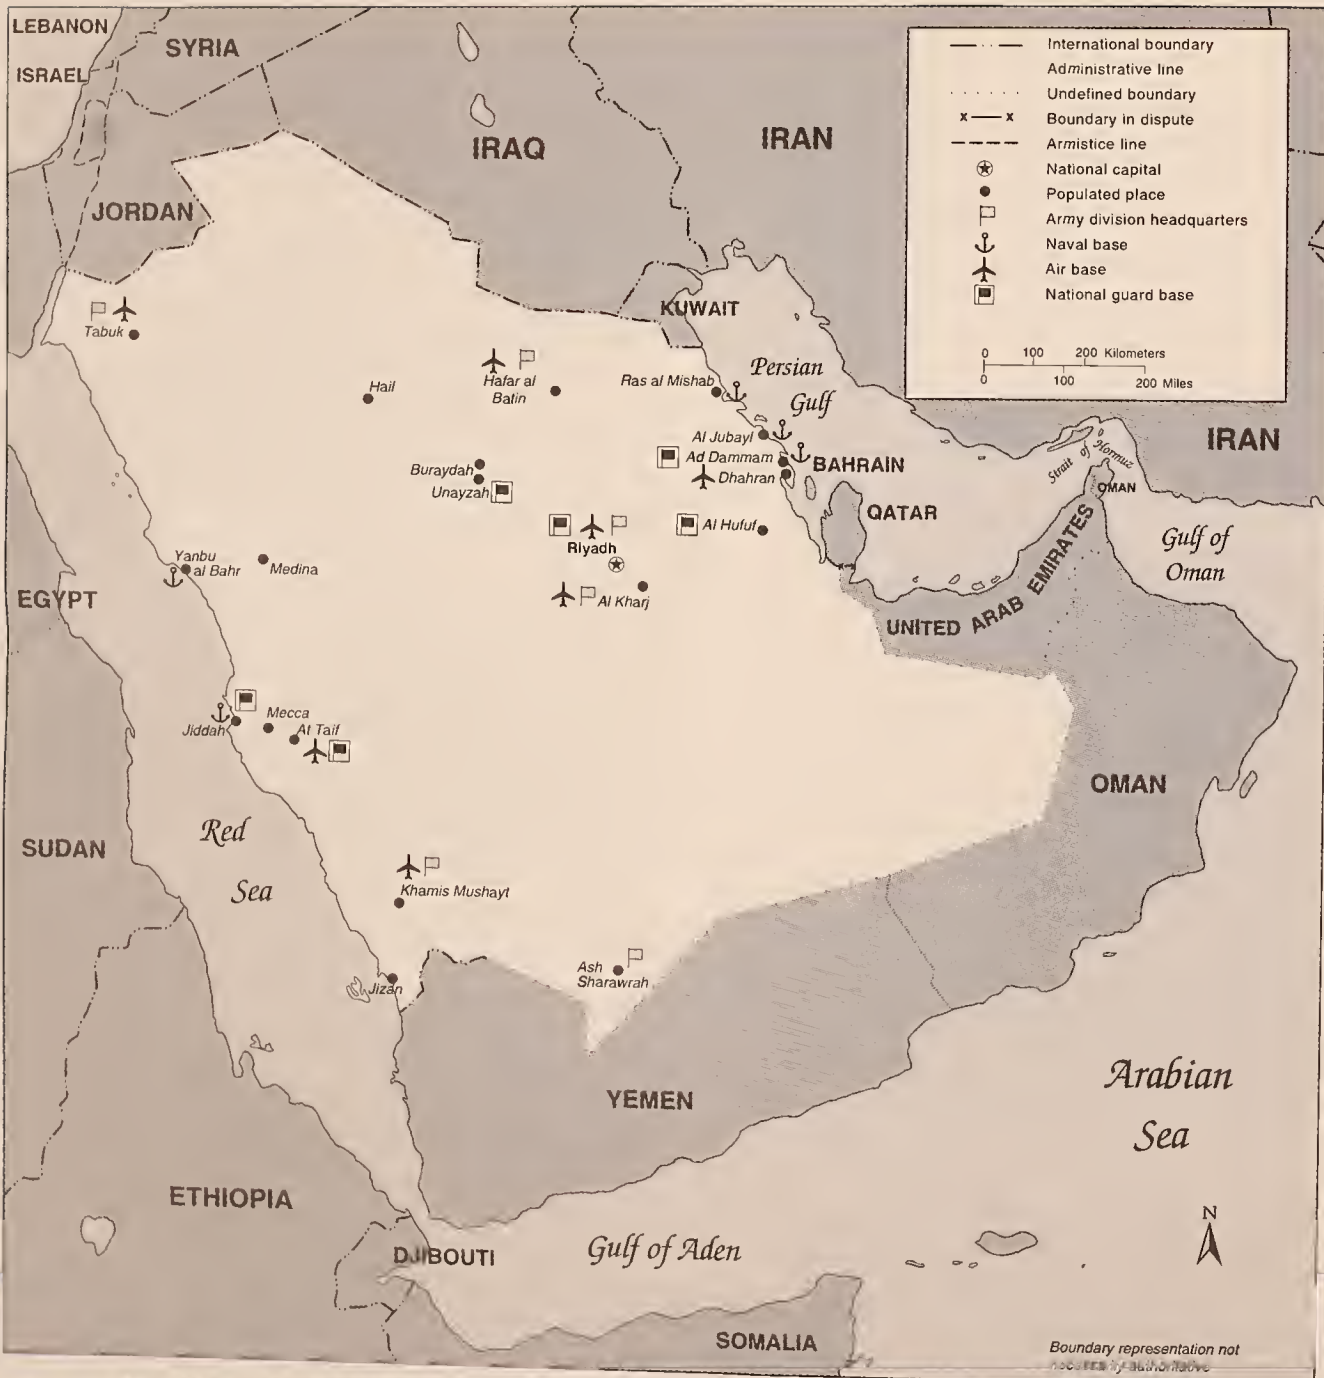 LEBANON
SYRIA
ISRAEL
JORDAN
IRAQ
IRAN
International boundary
Administrative line
Undefined boundary
x x Boundary in dispute
Armistice line
National capital
Populated place
Army division headquarters
Naval base
Air base
National guard base
0 100 200 Kilometers
0 100 200 Miles
KUWAIT
Tabuk
Hail
Hafar al
Batin
Ras al Mishab
Persian
Gulf
IRAN
Strait of Hormuz
Al Jubayl
Ad Dammam
Dhahran
BAHRAIN
OMAN
Buraydah
Unayzah
QATAR
Al Hufuf
Riyadh
Gulf of
Oman
Yanbu
al Bahr
Medina
Al Kharj
EGYPT
UNITED ARAB EMIRATES
Mecca
Jiddah
At Taif
OMAN
Red
Sea
SUDAN
Khamis Mushayt
Ash
Sharawrah
Jizan
YEMEN
Arabian
Sea
ETHIOPIA
DJIBOUTI
Gulf of Aden
N
SOMALIA
Boundary representation not
necessarily authoritative